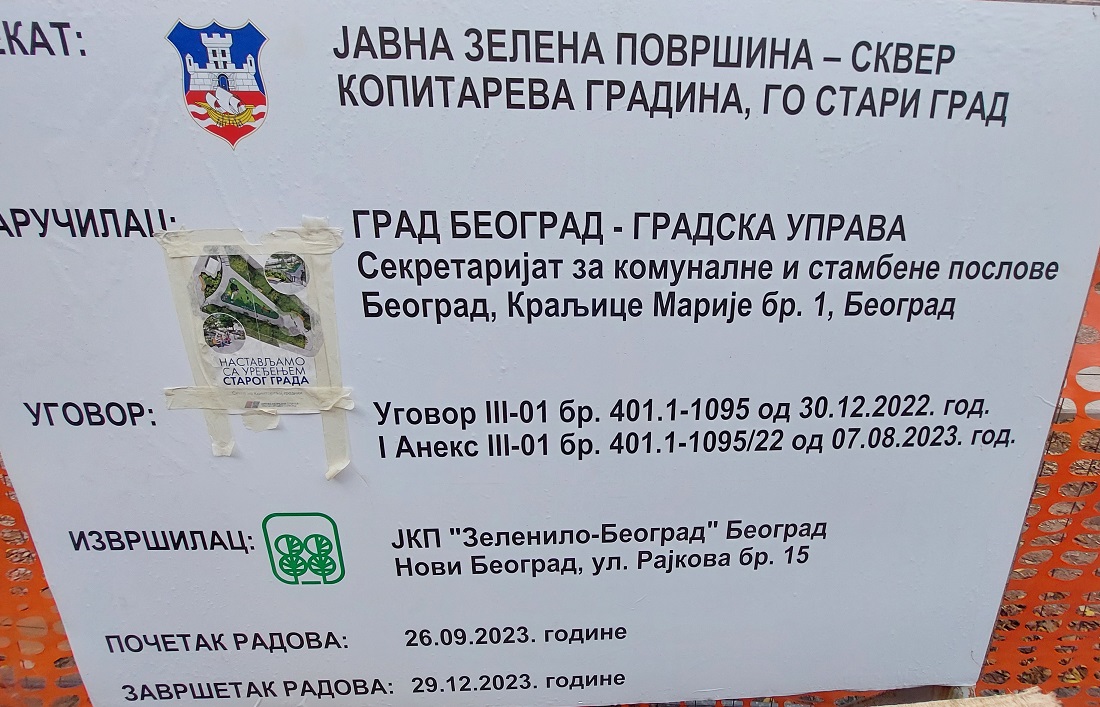 ЕКАТ:
ЈАВНА ЗЕЛЕНА ПОВРШИНА – СКВЕР
КОПИТАРЕВА ГРАДИНА, ГО СТАРИ ГРАД
АРУЧИЛАЦ:
ГРАД БЕОГРАД - ГРАДСКА УПРАВА
Секретаријат за комуналне и стамбене послове
Београд, Краљице Марије бр. 1, Београд
НАСТАВЉАМО
СА УРЕЂЕЊЕМ
СТАРОГ ГРАДА
УГОВОР:
Уговор III-01 бр. 401.1-1095 од 30.12.2022. год.
I Анекс III-01 бр. 401.1-1095/22 од 07.08.2023. год.
ИЗВРШИЛАЦ:
ЈКП "Зеленило-Београд" Београд
Нови Београд, ул. Рајкова бр. 15
ПОЧЕТАК РАДОВА: 26.09.2023. године
ЗАВРШЕТАК РАДОВА: 29.12.2023. године